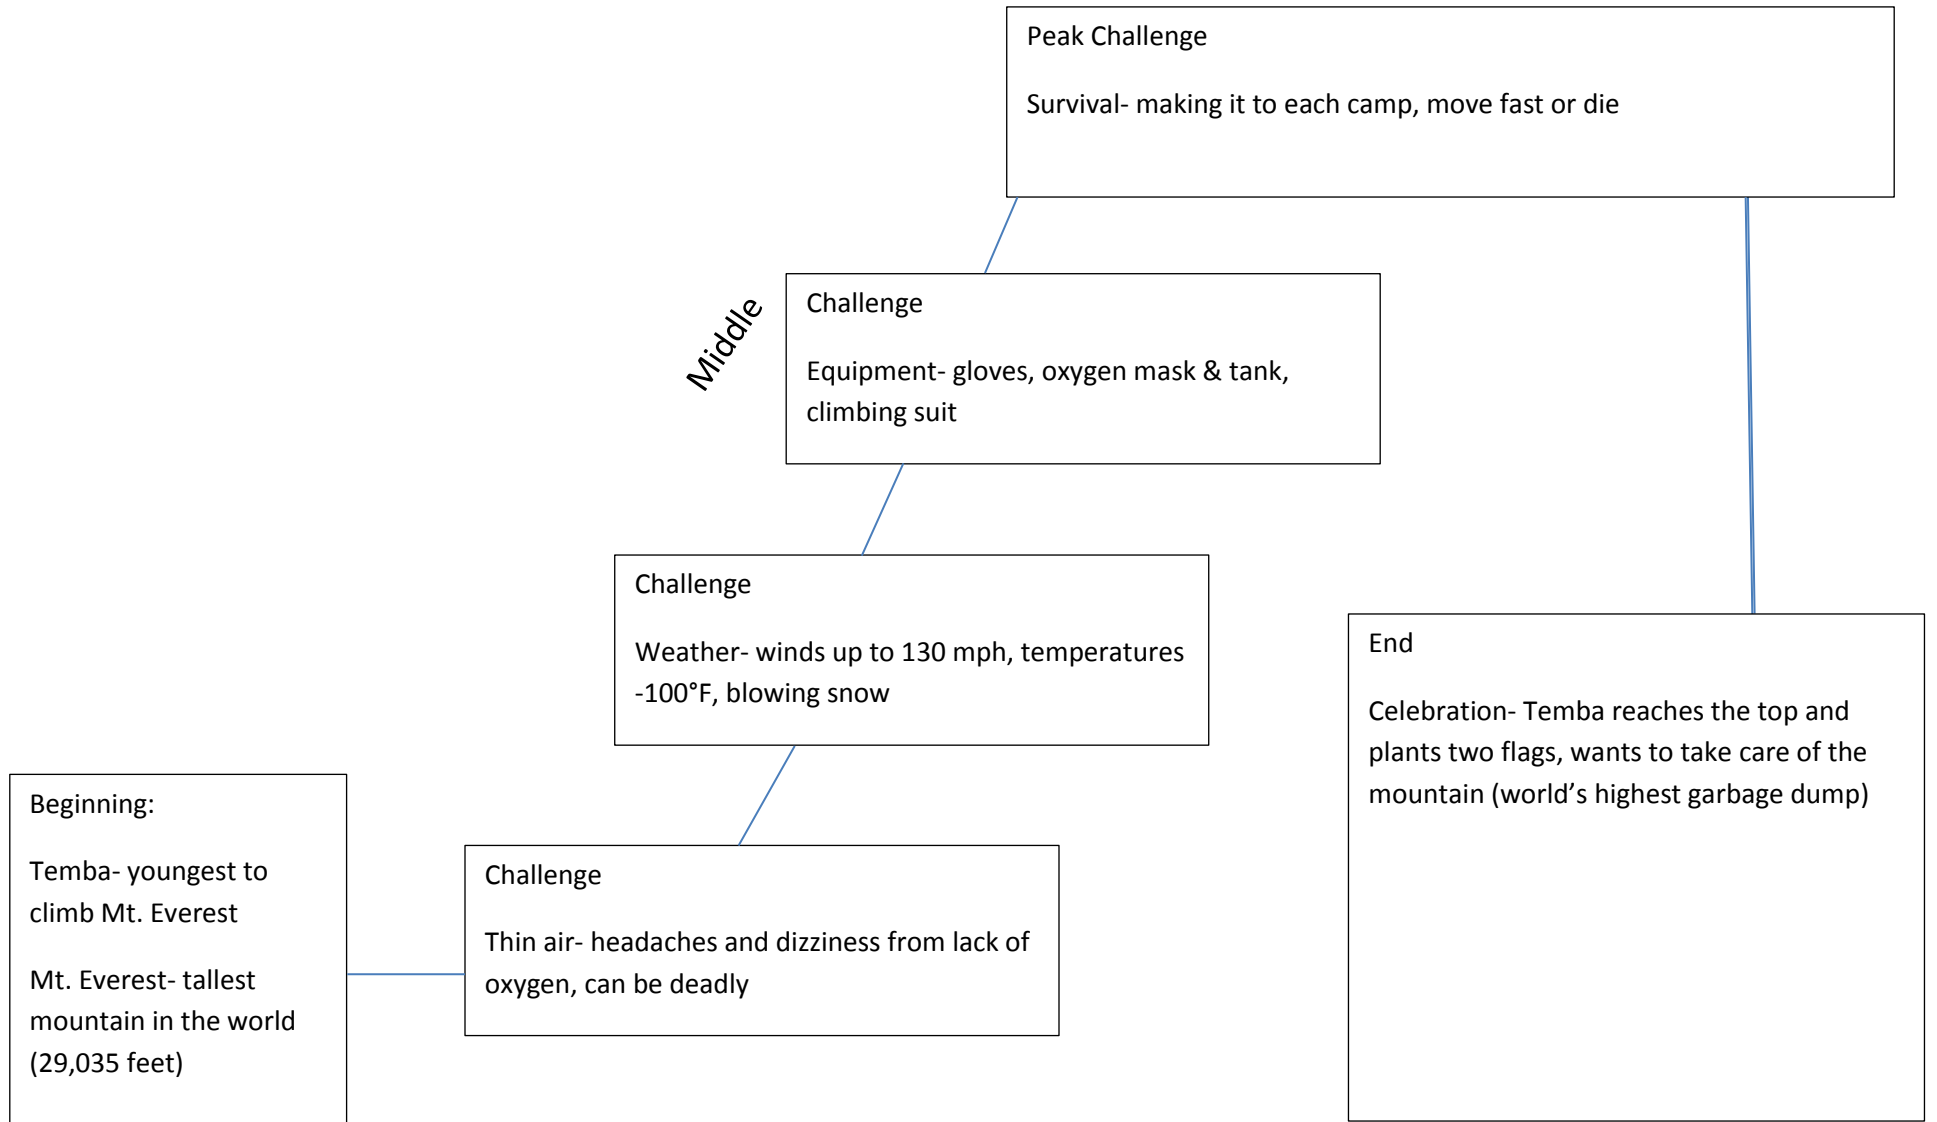 Peak Challenge
Survival- making it to each camp, move fast or die
Middle
Challenge
Equipment- gloves, oxygen mask & tank,
climbing suit
Challenge
Weather- winds up to 130 mph, temperatures
-100°F, blowing snow
End
Celebration- Temba reaches the top and
plants two flags, wants to take care of the
mountain (world’s highest garbage dump)
Beginning:
Temba- youngest to
climb Mt. Everest
Mt. Everest- tallest
mountain in the world
(29,035 feet)
Challenge
Thin air- headaches and dizziness from lack of
oxygen, can be deadly